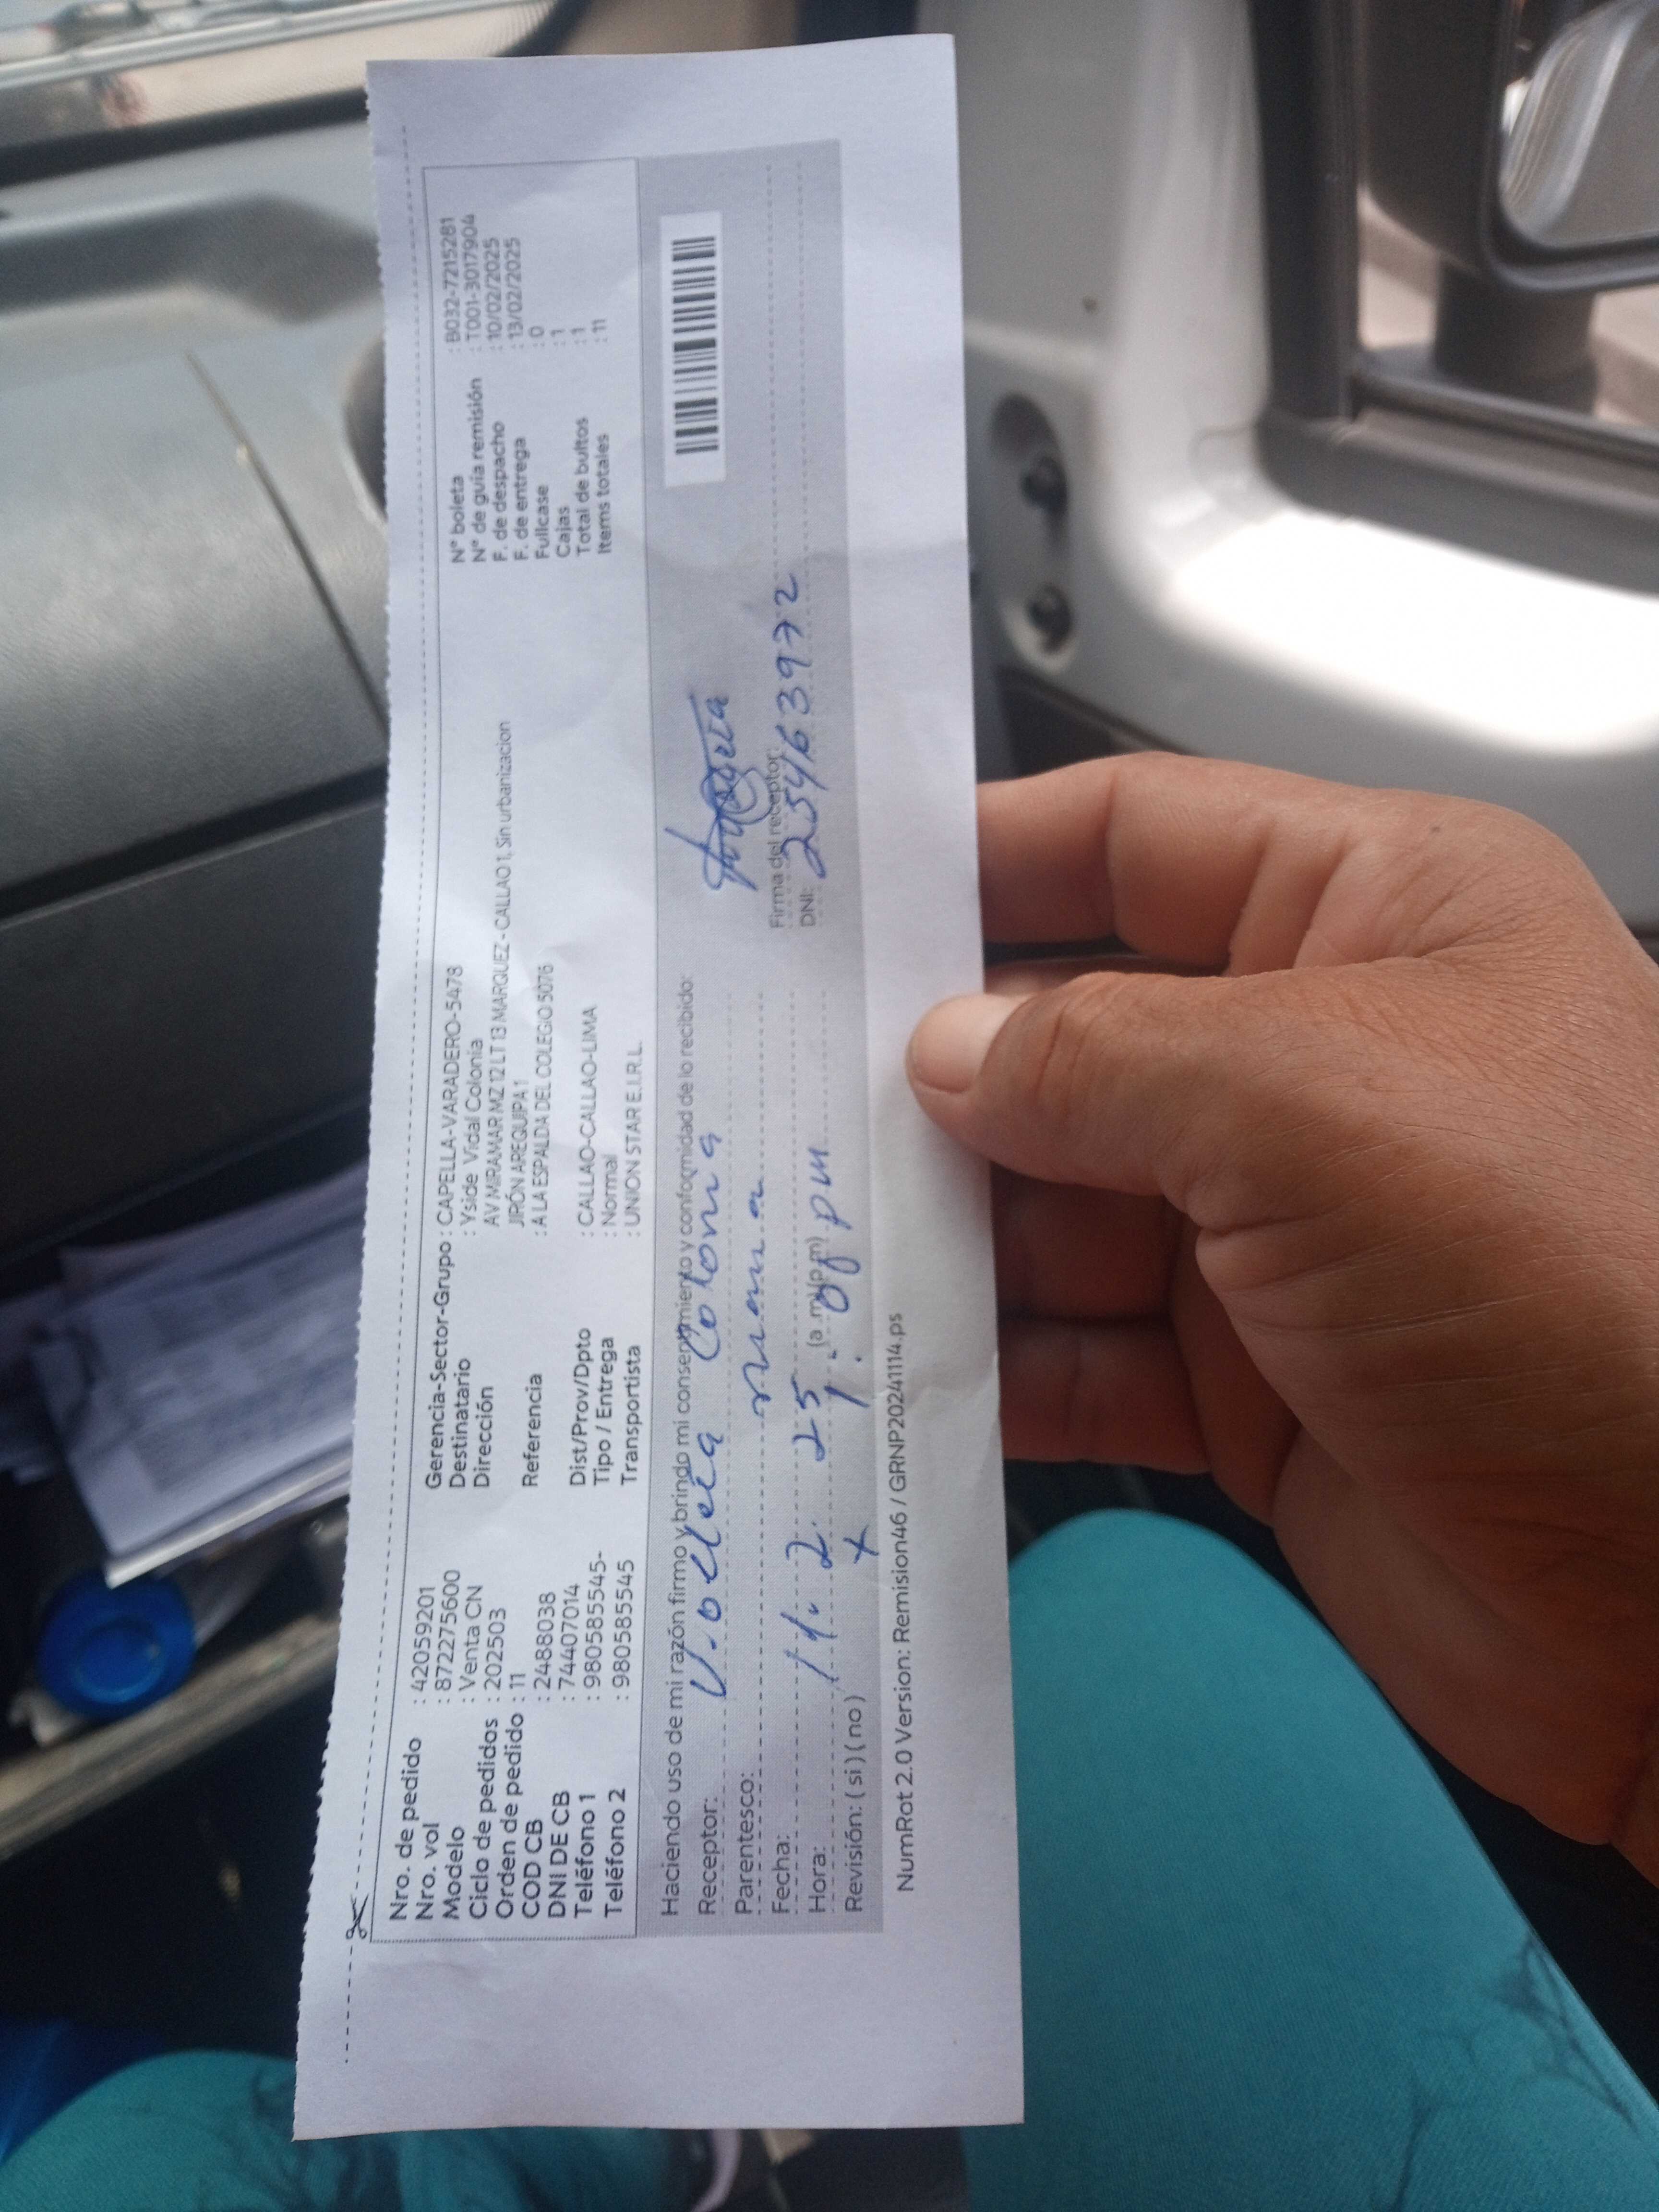 Nro. de pedido : 42059201
Nro. vol : 872275600
Modelo : Venta CN
Ciclo de pedidos : 202503
Orden de pedido : 11
COD CB : 2488038
DNI DE CB : 74407014
Teléfono 1 : 980585545-
Teléfono 2 : 980585545
Gerencia-Sector-Grupo : CAPELLA-VARADERO-5478
Destinatario : Yside Vidal Colonia
Dirección AV MIRAMAR MZ 12 LT 13 MARQUEZ - CALLAO 1, Sin urbanizacion
JIRÓN AREQUIPA 1
Referencia : A LA ESPALDA DEL COLEGIO 5076
Dist/Prov/Dpto : CALLAO-CALLAO-LIMA
Tipo / Entrega : Normal
Transportista : UNION STAR E.I.R.L.
N° boleta : B032-7215281
N° de guía remisión : T001-3017904
F. de despacho : 10/02/2025
F. de entrega : 13/02/2025
Fullcase : 0
Cajas : 1
Total de bultos : 1
Items totales : 11
Haciendo uso de mi razón firmo y brindo mi consentimiento y conformidad de lo recibido:
Receptor: Colonia
Parentesco: mama
Fecha: 2. 25
Hora: (a.m)(p.m) pm
Revisión: ( si ) ( no ) x
Firma del receptor:
DNI: 25463972
NumRot 2.0 Version: Remision46 / GRNP20241114.ps